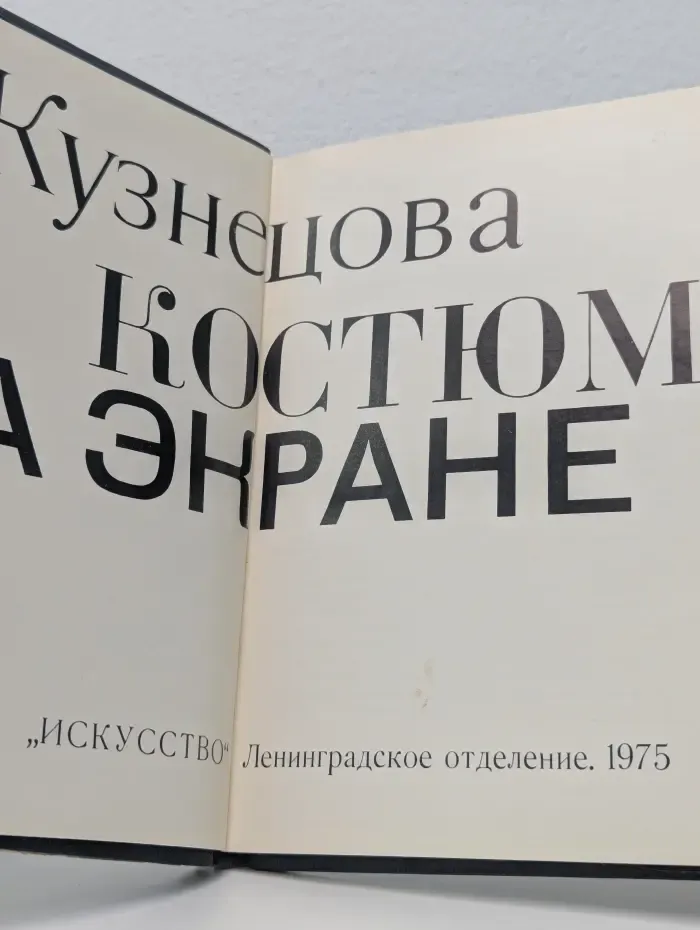 Кузнецова
КОСТЮМ
А ЭКРАНЕ
„ИСКУССТВО“ Ленинградское отделение. 1975